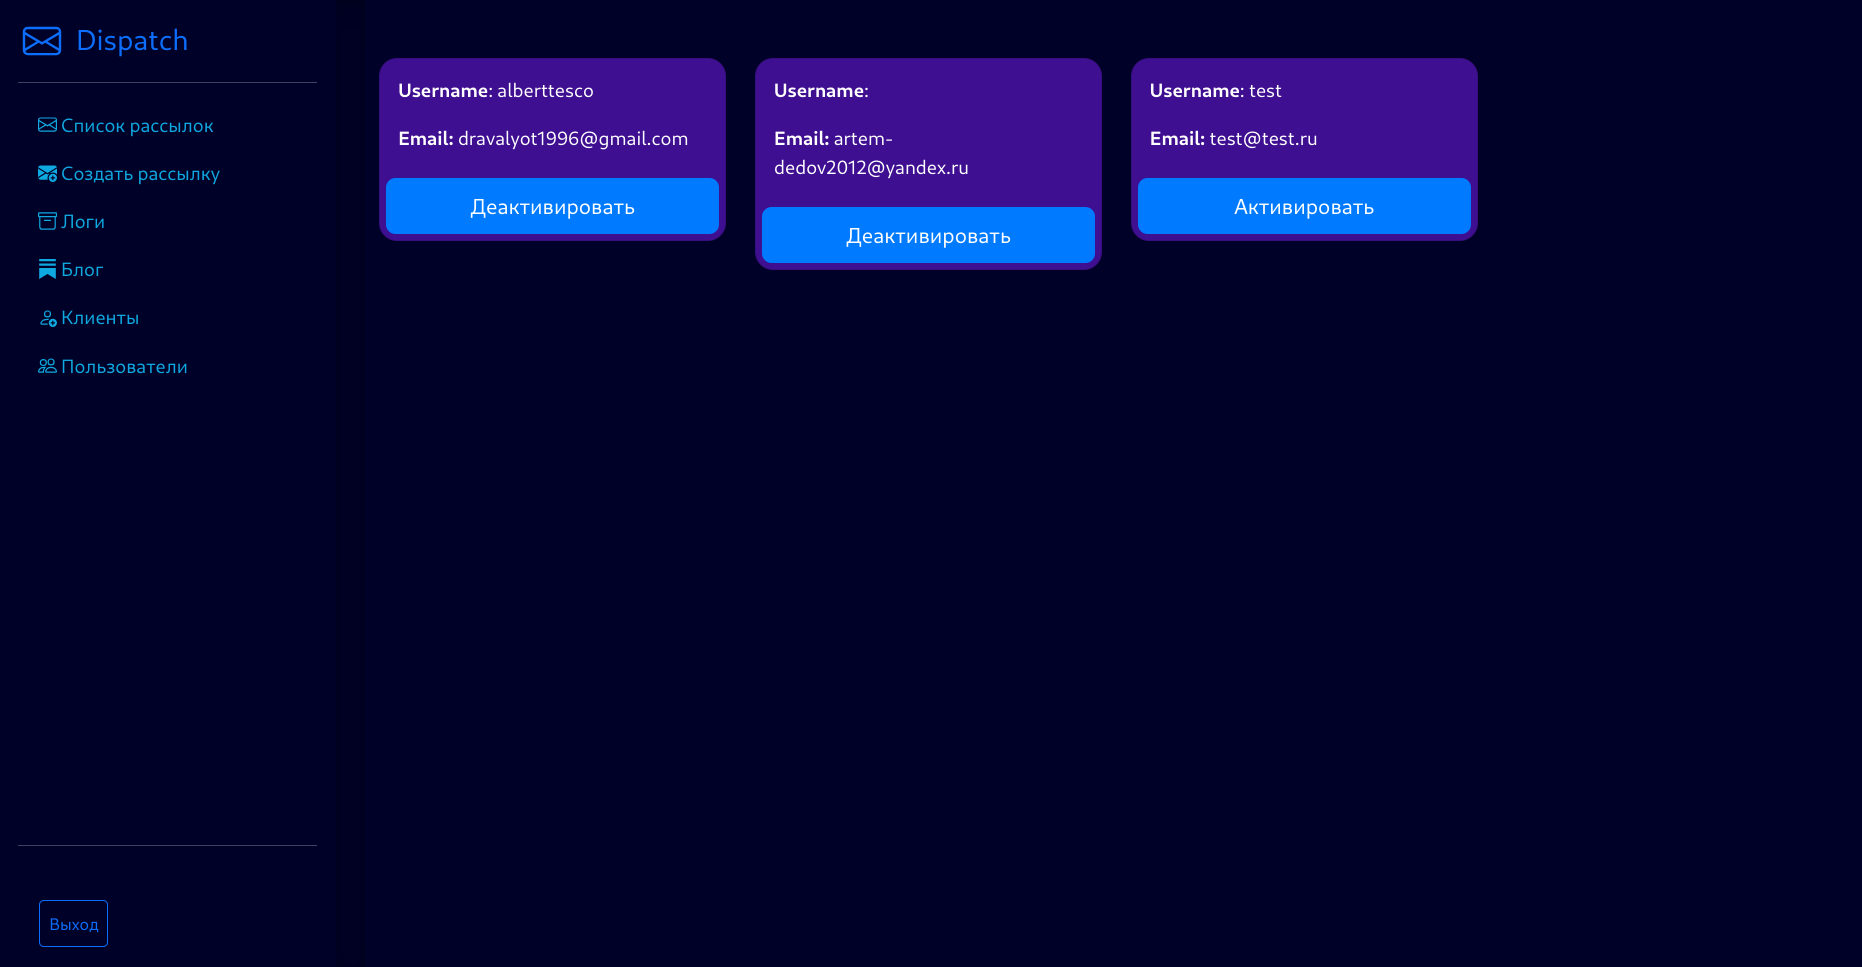 Dispatch
Список рассылок
Создать рассылку
Логи
Блог
Клиенты
Пользователи
Выход
Username: alberttesco
Email: dravalyot1996@gmail.com
Деактивировать
Username:
Email: artem-
dedov2012@yandex.ru
Деактивировать
Username: test
Email: test@test.ru
Активировать